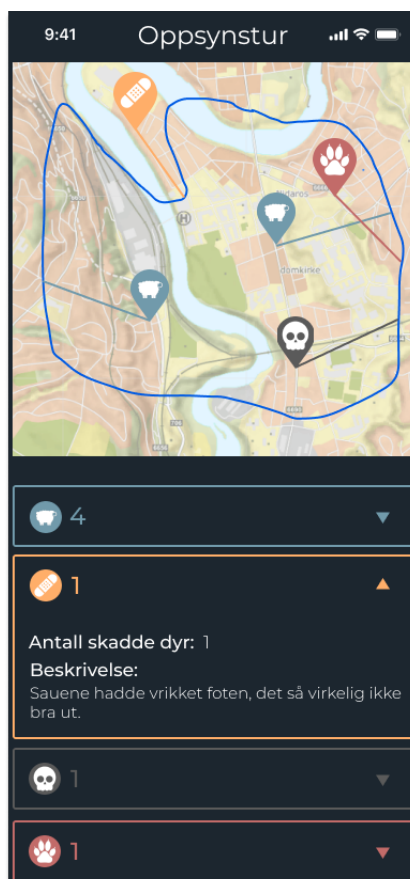 9:41
Oppsynstur
H
domkirke
4
1
Antall skadde dyr: 1
Beskrivelse:
Sauene hadde vrikket foten, det så virkelig ikke
bra ut.
1
1